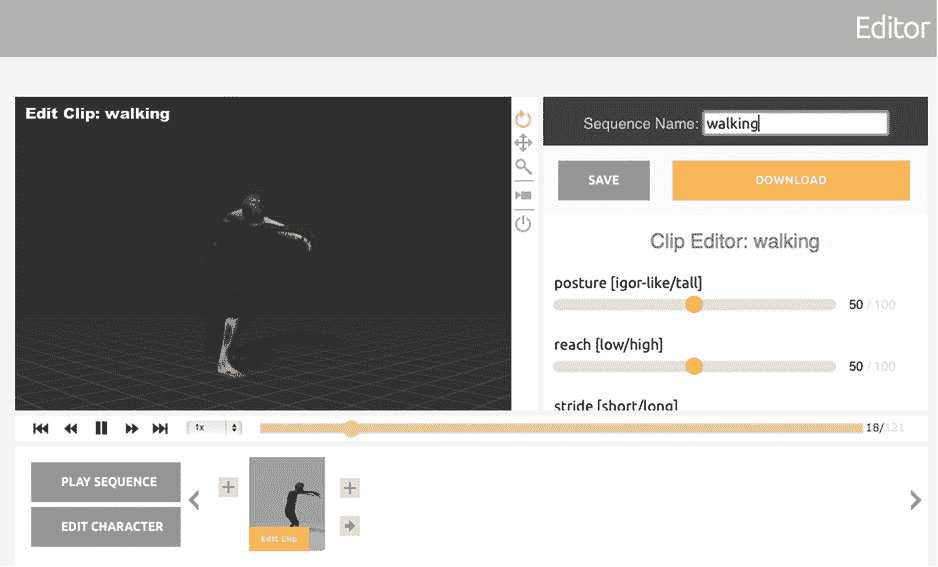 Editor
Edit Clip: walking
Sequence Name: walking
SAVE
DOWNLOAD
Clip Editor: walking
posture [igor-like/tall]
50 / 100
reach {low/high]
50 / 100
stride [short/long]
1x
18/121
PLAY SEQUENCE
EDIT CHARACTER
Edit Clip